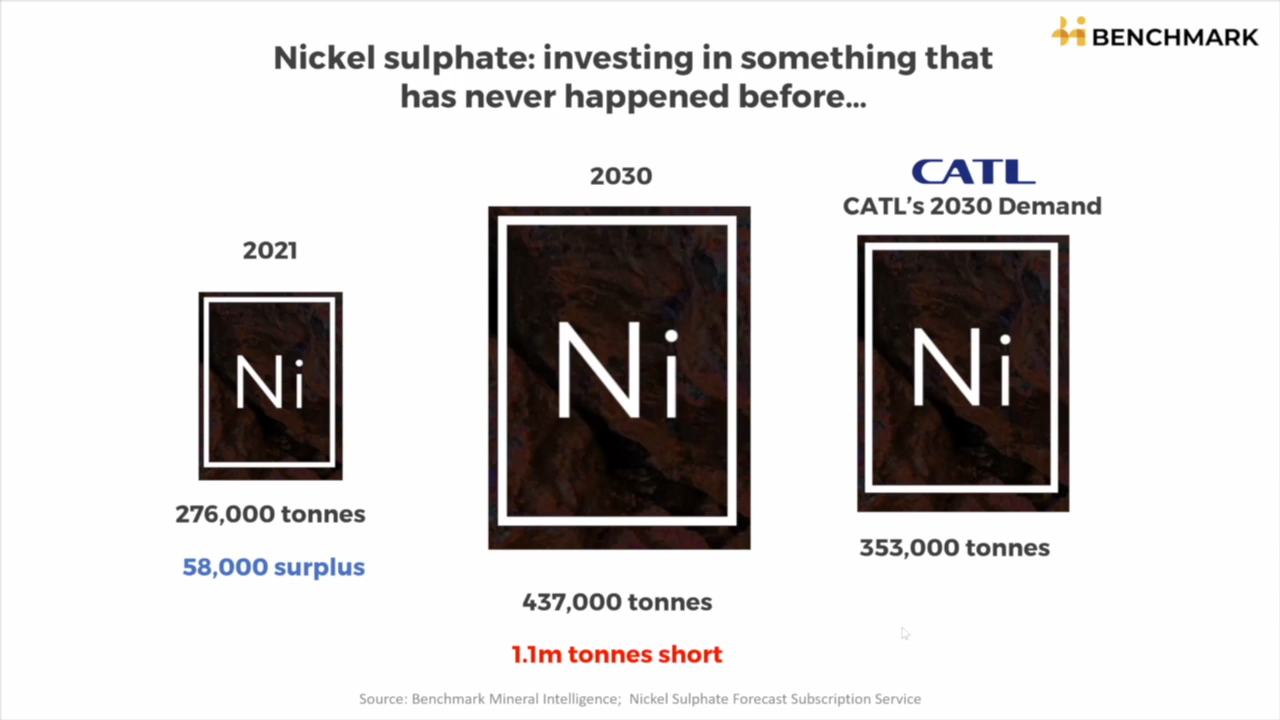 BENCHMARK
Nickel sulphate: investing in something that
has never happened before...
2021
Ni
276,000 tonnes
58,000 surplus
2030
Ni
437,000 tonnes
1.1m tonnes short
CATL
CATL's 2030 Demand
Ni
353,000 tonnes
Source: Benchmark Mineral Intelligence;  Nickel Sulphate Forecast Subscription Service